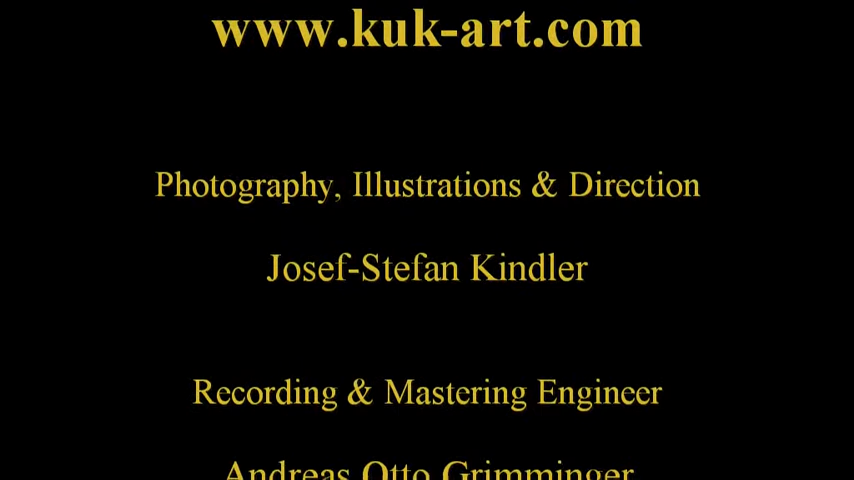 www.kuk-art.com
Photography, Illustrations & Direction
Josef-Stefan Kindler
Recording & Mastering Engineer
Andreas Otto Grimminger